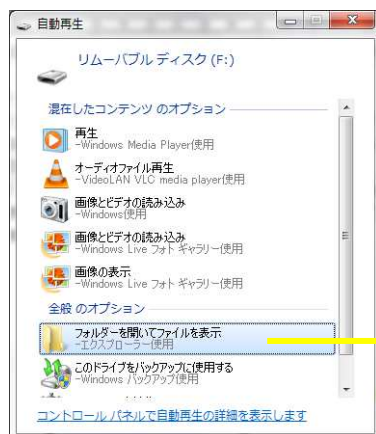 自動再生
リムーバブル ディスク (F:)
混在したコンテンツ のオプション
再生
-Windows Media Player使用
オーディオファイル再生
-VideoLAN VLC media player使用
画像とビデオの読み込み
-Windows使用
画像とビデオの読み込み
-Windows Live フォト ギャラリー使用
画像の表示
-Windows Live フォト ギャラリー使用
全般 のオプション
フォルダーを開いてファイルを表示
-エクスプローラー使用
このドライブをバックアップに使用する
-Windows バックアップ使用
コントロール パネルで自動再生の詳細を表示します